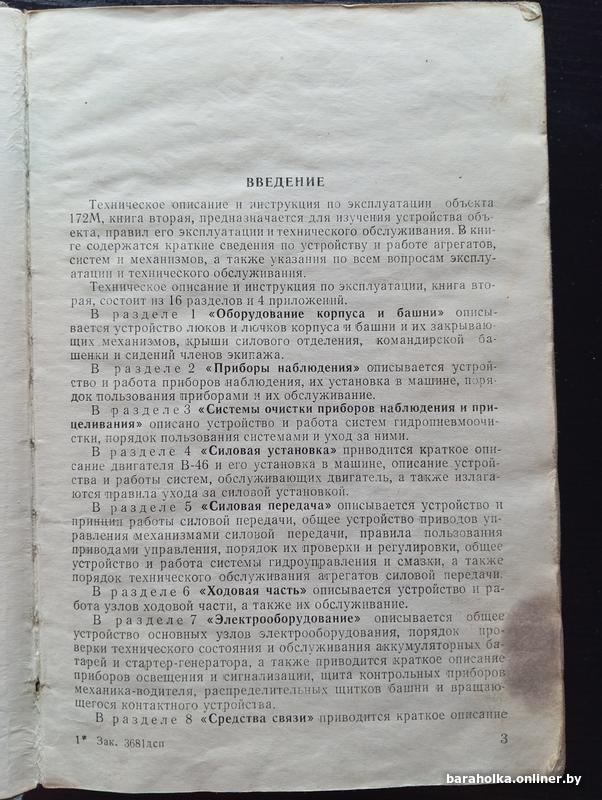 ВВЕДЕНИЕ
Техническое описание и инструкция по эксплуатации объекта
172М, книга вторая, предназначается для изучения устройства объ-
екта, правил его эксплуатации и технического обслуживания. В кни-
ге содержатся краткие сведения по устройству и работе агрегатов,
систем и механизмов, а также указания по всем вопросам эксплу-
атации и технического обслуживания.
Техническое описание и инструкция по эксплуатации, книга вто-
рая, состоит из 16 разделов и 4 приложений.
В разделе 1 «Оборудование корпуса и башни» описы-
вается устройство люков и лючков корпуса и башни и их закрываю-
щих механизмов, крыши силового отделения, командирской ба-
шенки и сидений членов экипажа.
В разделе 2 «Приборы наблюдения» описывается устрой-
ство и работа приборов наблюдения, их установка в машине, поря-
док пользования приборами и их обслуживание.
В разделе 3 «Системы очистки приборов наблюдения и при-
целивания» описано устройство и работа систем гидропневмоочи-
стки, порядок пользования системами и уход за ними.
В разделе 4 «Силовая установка» приводится краткое опи-
сание двигателя В-46 и его установка в машине, описание устройст-
ва и работы систем, обслуживающих двигатель, а также излага-
ются правила ухода за силовой установкой.
В разделе 5 «Силовая передача» описывается устройство и
принцип работы силовой передачи, общее устройство приводов уп-
равления механизмами силовой передачи, правила пользования
приводами управления, порядок их проверки и регулировки, общее
устройство и работа системы гидроуправления и смазки, а также
порядок технического обслуживания агрегатов силовой передачи.
В разделе 6 «Ходовая часть» описывается устройство и ра-
бота узлов ходовой части, а также их обслуживание.
В разделе 7 «Электрооборудование» описывается общее
устройство основных узлов электрооборудования, порядок про-
верки технического состояния и обслуживания аккумуляторных ба-
тарей и стартер-генератора, а также приводится краткое описание
приборов освещения и сигнализации, щита контрольных приборов
механика-водителя, распределительных щитков башни и вращаю-
щегося контактного устройства.
В разделе 8 «Средства связи» приводится краткое описание
1* Зак. 3681дсп 3
baraholka.onliner.by